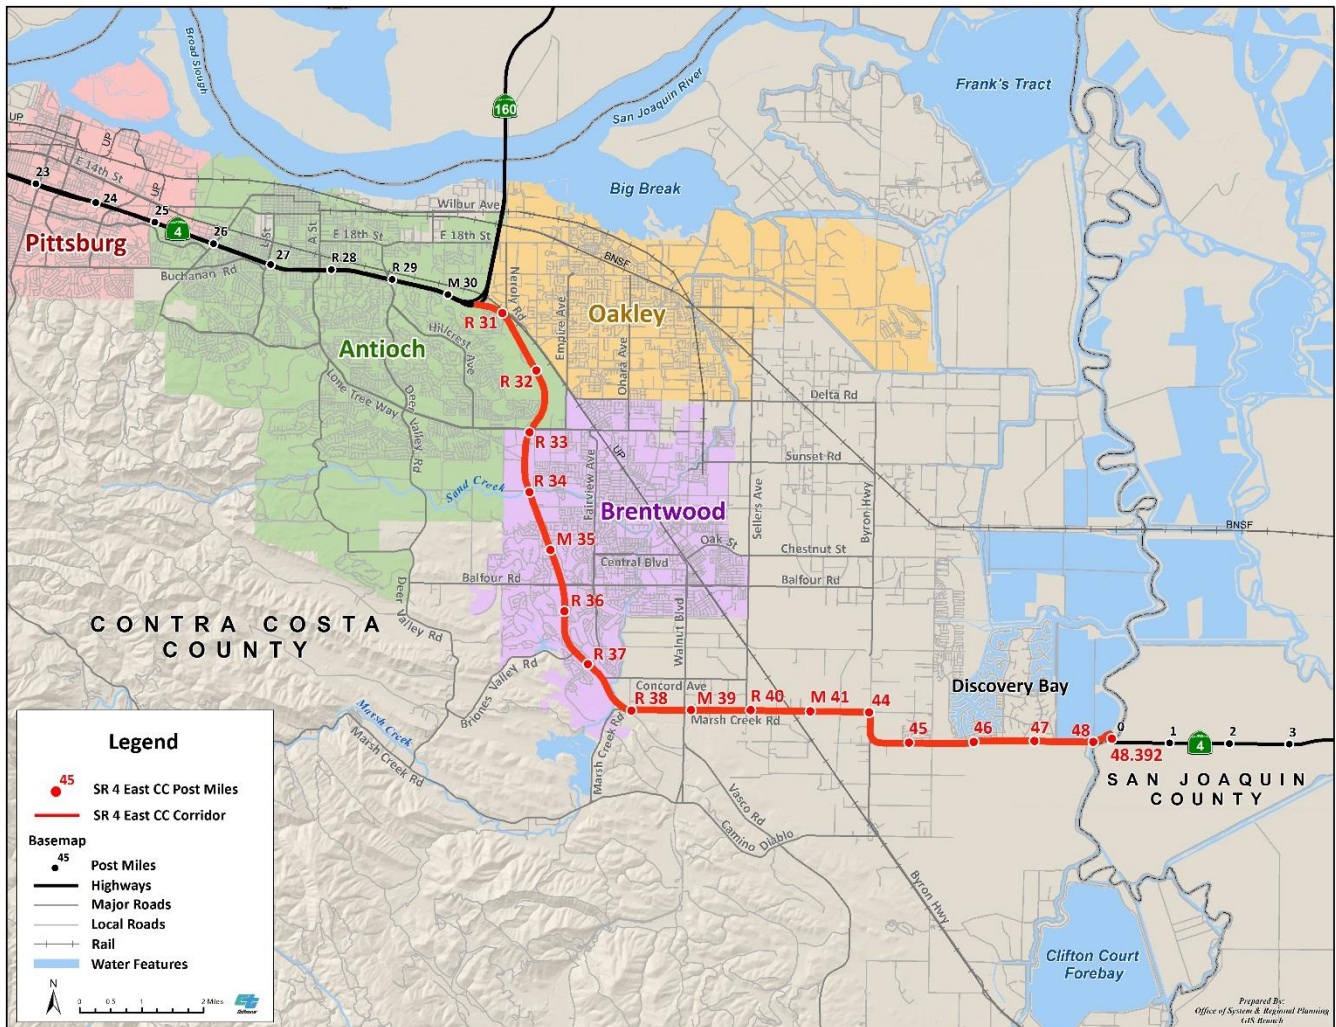 Broad Slough
160
San Joaquin River
Frank's Tract
UP
UP
E 14th St
UP
23
24
25
4
26
27
R 28
R 29
M 30
Pittsburg
Buchanan Rd
L St
A St
E 18th St
E 18th St
Wilbur Ave
Big Break
BNSF
Neroly Rd
Empire Ave
Oakley
Ohara Ave
Antioch
Hillcrest Ave
Lone Tree Way
Deer Valley Rd
R 31
R 32
R 33
R 34
M 35
R 36
R 37
R 38
M 39
R 40
M 41
44
45
46
47
48
48.392
0
1
4
2
3
Delta Rd
Sunset Rd
UP
Fairview Ave
Sand Creek
Brentwood
Sellers Ave
Byron Hwy
BNSF
Oak St
Chestnut St
Central Blvd
Balfour Rd
Balfour Rd
Deer Valley Rd
CONTRA COSTA
COUNTY
Walnut Blvd
Briones Valley Rd
Concord Ave
Marsh Creek Rd
Discovery Bay
SAN JOAQUIN
COUNTY
Marsh Creek
Marsh Creek Rd
Marsh Creek Rd
Vasco Rd
Camino Diablo
Byron Hwy
Clifton Court
Forebay
Legend
45
SR 4 East CC Post Miles
SR 4 East CC Corridor
Basemap
45
Post Miles
Highways
Major Roads
Local Roads
Rail
Water Features
N
0 0.5 1 2 Miles
Caltrans
Prepared By:
Office of System & Regional Planning
GIS Branch